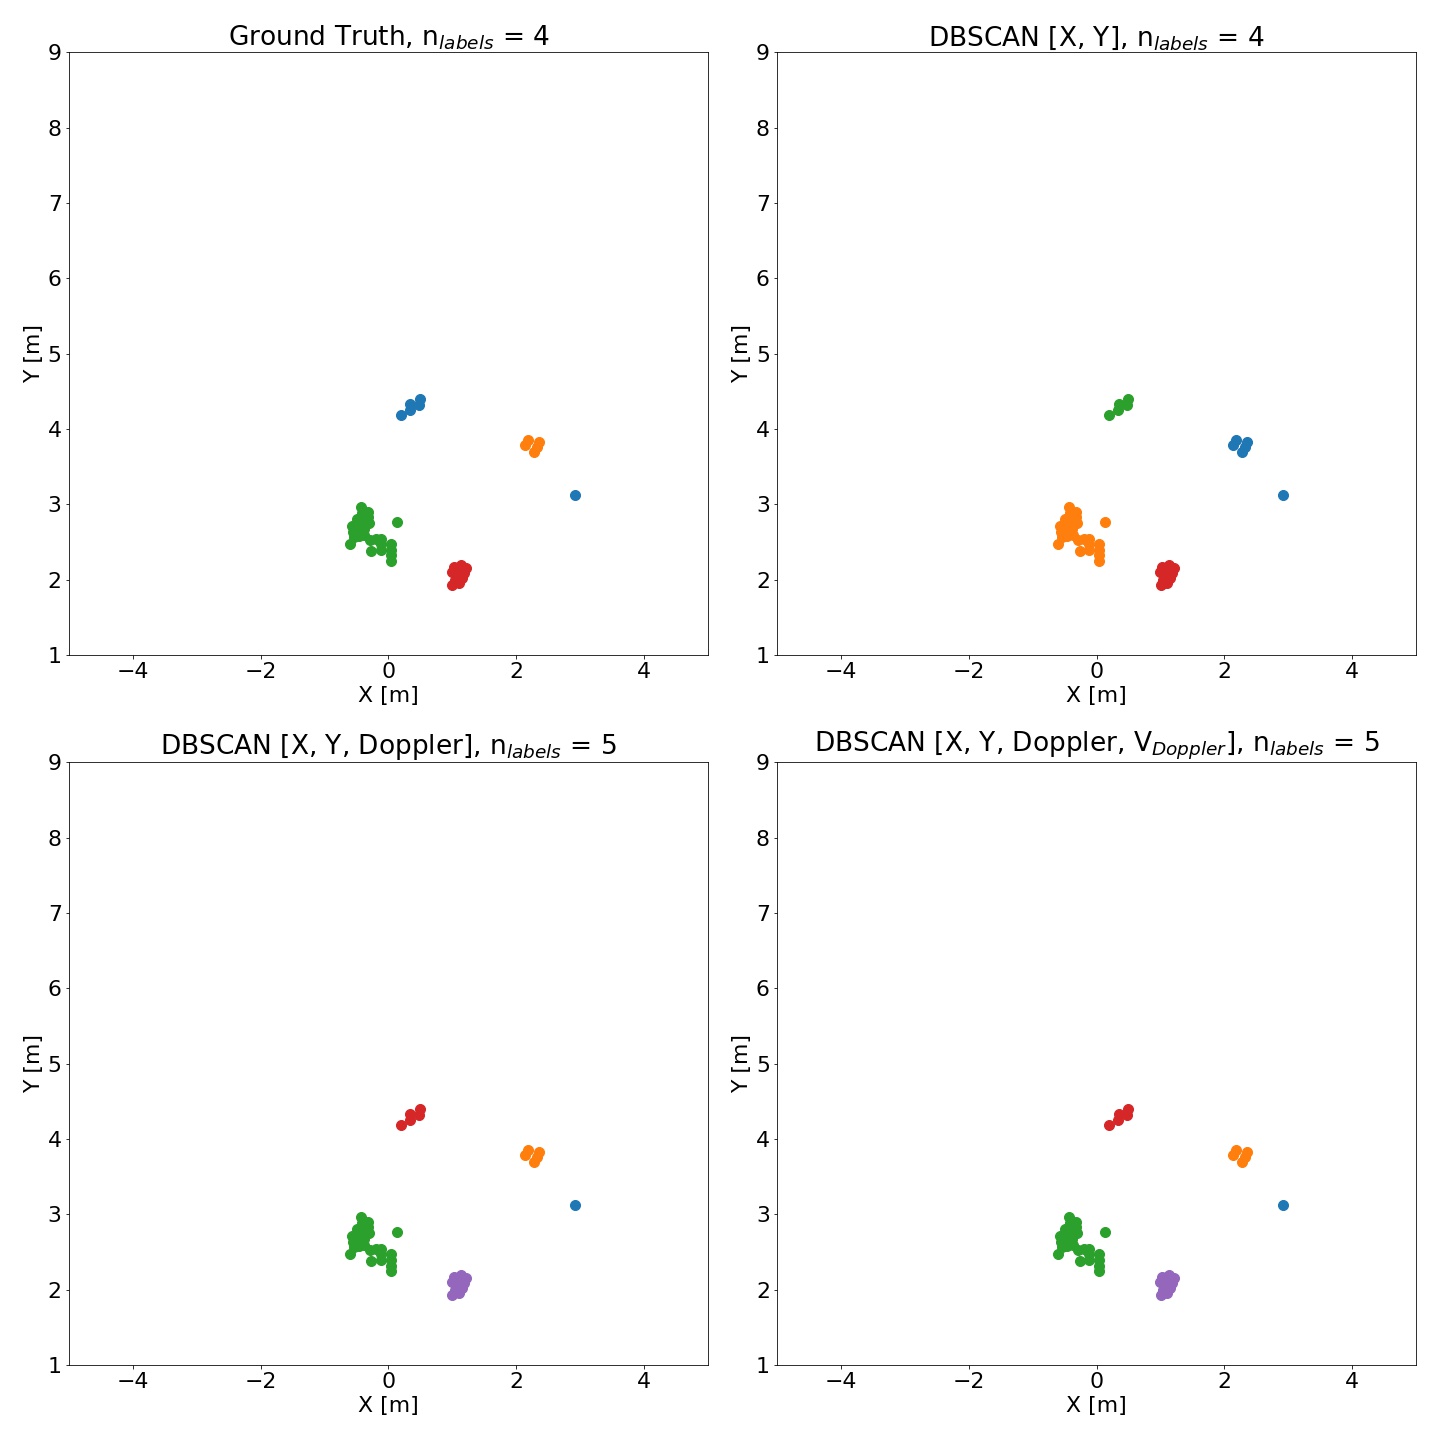 Ground Truth, n_labels = 4
9
8
7
6
5
4
3
2
1
Y [m]
−4 −2 0 2 4
X [m]
DBSCAN [X, Y], n_labels = 4
9
8
7
6
5
4
3
2
1
Y [m]
−4 −2 0 2 4
X [m]
DBSCAN [X, Y, Doppler], n_labels = 5
9
8
7
6
5
4
3
2
1
Y [m]
−4 −2 0 2 4
X [m]
DBSCAN [X, Y, Doppler, V_Doppler], n_labels = 5
9
8
7
6
5
4
3
2
1
Y [m]
−4 −2 0 2 4
X [m]